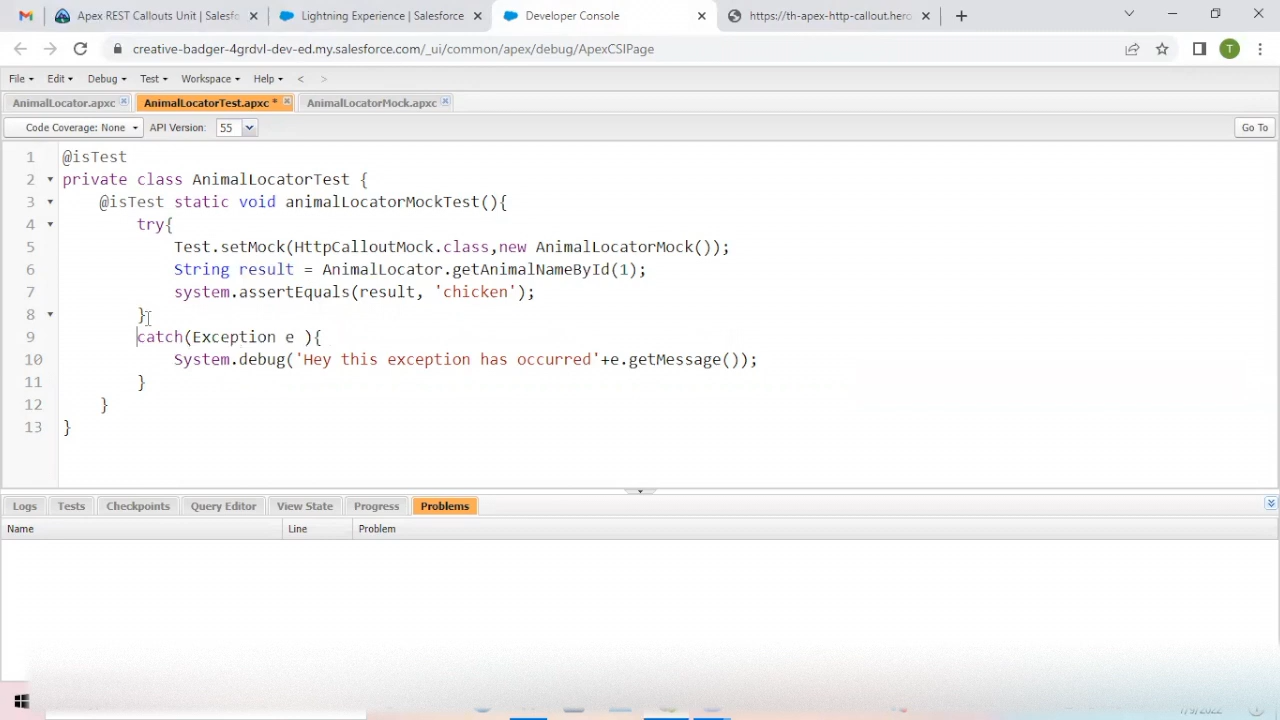 Apex REST Callouts Unit | Salesfo
Lightning Experience | Salesforce
Developer Console
https://th-apex-http-callout.hero
creative-badger-4grdvl-dev-ed.my.salesforce.com/_ui/common/apex/debug/ApexCSIPage
T
File Edit Debug Test Workspace Help < >
AnimalLocator.apxc
AnimalLocatorTest.apxc *
AnimalLocatorMock.apxc
Code Coverage: None API Version: 55 Go To
1 @isTest
2 private class AnimalLocatorTest {
3 @isTest static void animalLocatorMockTest(){
4 try{
5 Test.setMock(HttpCalloutMock.class,new AnimalLocatorMock());
6 String result = AnimalLocator.getAnimalNameById(1);
7 system.assertEquals(result, 'chicken');
8 }
9 catch(Exception e ){
10 System.debug('Hey this exception has occurred'+e.getMessage());
11 }
12 }
13 }
Logs Tests Checkpoints Query Editor View State Progress Problems
Name Line Problem